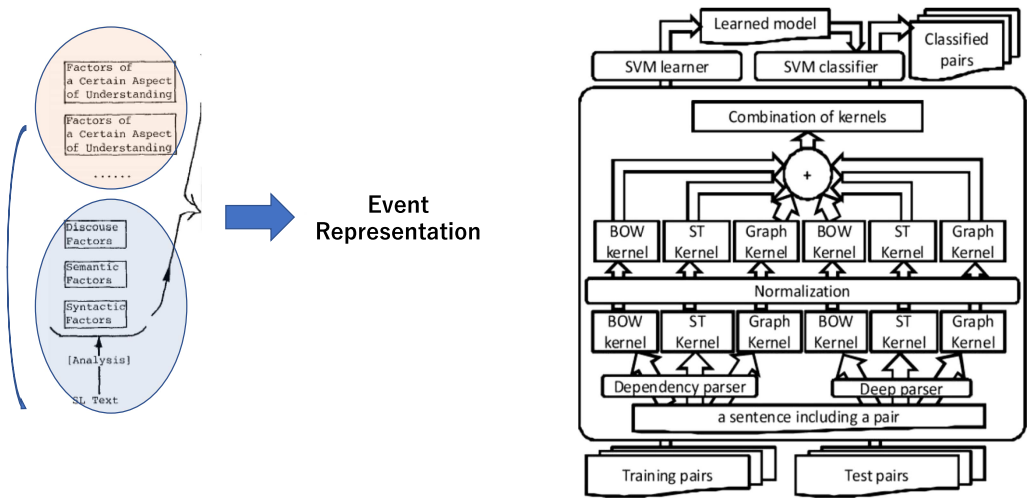 Factors of
a Certain Aspect
of Understanding
Factors of
a Certain Aspect
of Understanding
......
Discouse
Factors
Semantic
Factors
Syntactic
Factors
[Analysis]
SL Text
Event
Representation
Learned model
Classified
pairs
SVM learner
SVM classifier
Combination of kernels
+
BOW
kernel
ST
Kernel
Graph
Kernel
BOW
kernel
ST
Kernel
Graph
Kernel
Normalization
BOW
kernel
ST
Kernel
Graph
Kernel
BOW
kernel
ST
Kernel
Graph
Kernel
Dependency parser
Deep parser
a sentence including a pair
Training pairs
Test pairs